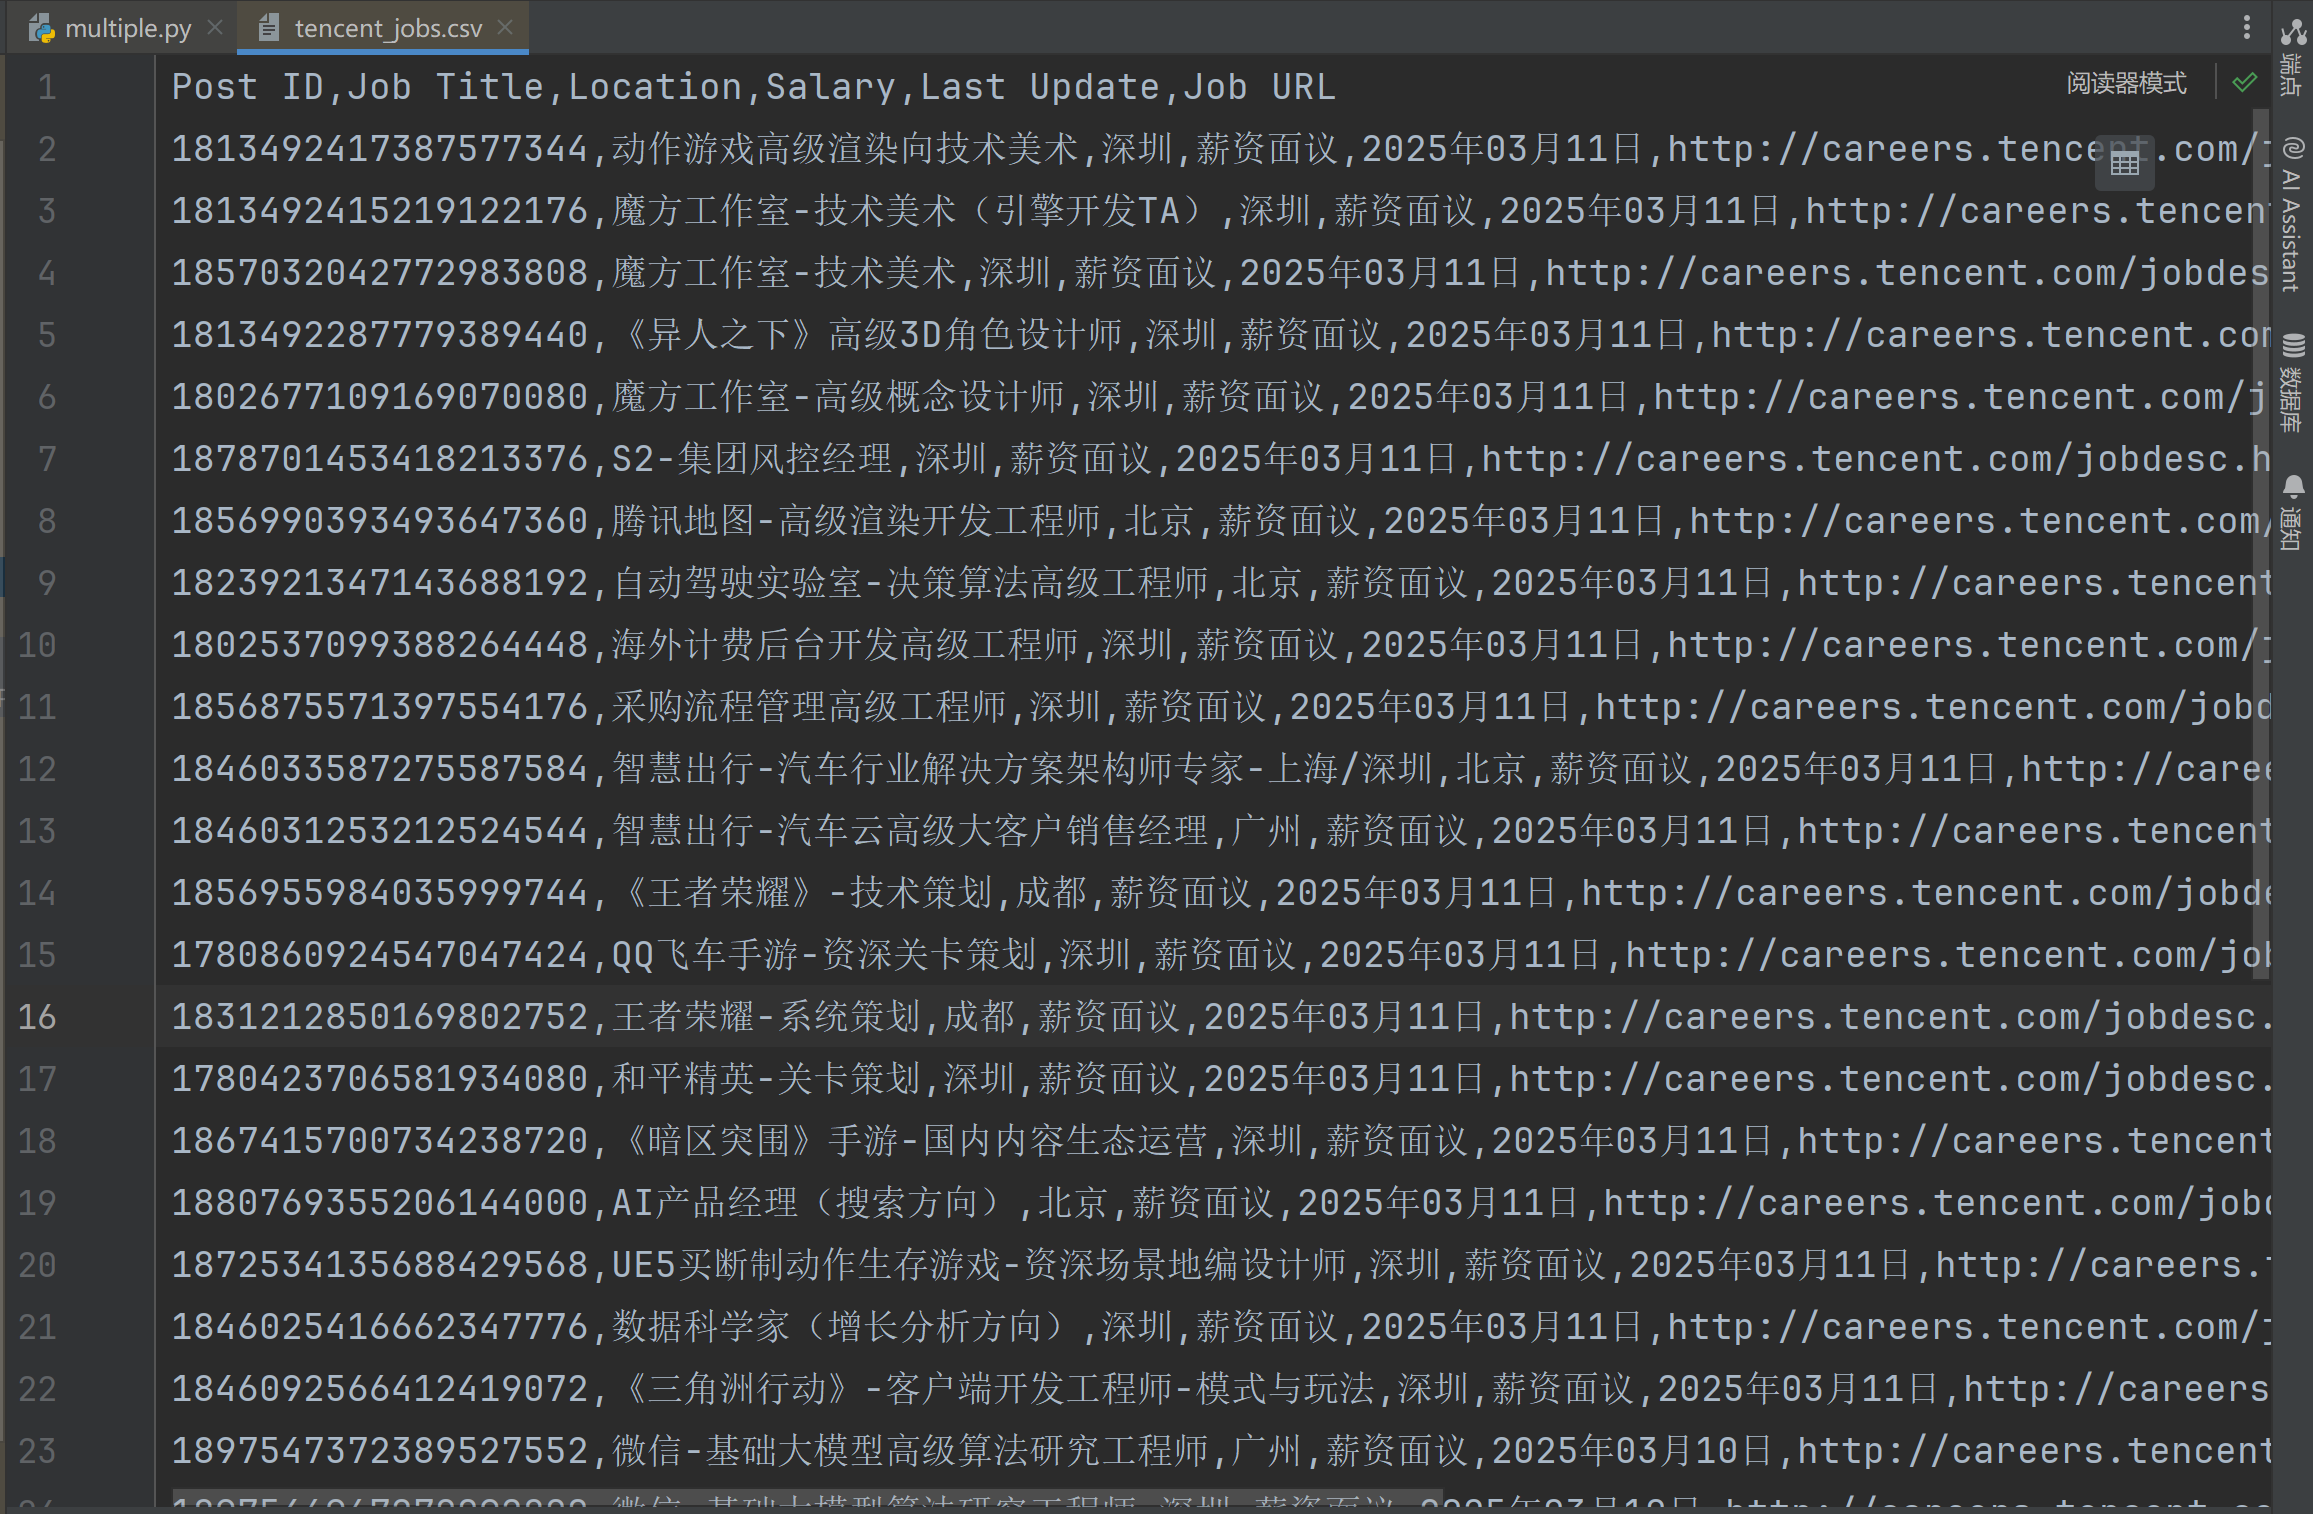 multiple.py
tencent_jobs.csv
1 Post ID,Job Title,Location,Salary,Last Update,Job URL
阅读器模式
2 1813492417387577344,动作游戏高级渲染向技术美术,深圳,薪资面议,2025年03月11日,http://careers.tencent.com/j
3 1813492415219122176,魔方工作室-技术美术（引擎开发TA）,深圳,薪资面议,2025年03月11日,http://careers.tencen
4 1857032042772983808,魔方工作室-技术美术,深圳,薪资面议,2025年03月11日,http://careers.tencent.com/jobdes
5 1813492287779389440,《异人之下》高级3D角色设计师,深圳,薪资面议,2025年03月11日,http://careers.tencent.com
6 1802677109169070080,魔方工作室-高级概念设计师,深圳,薪资面议,2025年03月11日,http://careers.tencent.com/j
7 1878701453418213376,S2-集团风控经理,深圳,薪资面议,2025年03月11日,http://careers.tencent.com/jobdesc.h
8 1856990393493647360,腾讯地图-高级渲染开发工程师,北京,薪资面议,2025年03月11日,http://careers.tencent.com/
9 1823921347143688192,自动驾驶实验室-决策算法高级工程师,北京,薪资面议,2025年03月11日,http://careers.tencent
10 1802537099388264448,海外计费后台开发高级工程师,深圳,薪资面议,2025年03月11日,http://careers.tencent.com/j
11 1856875571397554176,采购流程管理高级工程师,深圳,薪资面议,2025年03月11日,http://careers.tencent.com/jobd
12 1846033587275587584,智慧出行-汽车行业解决方案架构师专家-上海/深圳,北京,薪资面议,2025年03月11日,http://caree
13 1846031253212524544,智慧出行-汽车云高级大客户销售经理,广州,薪资面议,2025年03月11日,http://careers.tencent
14 1856955984035999744,《王者荣耀》-技术策划,成都,薪资面议,2025年03月11日,http://careers.tencent.com/jobde
15 1780860924547047424,QQ飞车手游-资深关卡策划,深圳,薪资面议,2025年03月11日,http://careers.tencent.com/job
16 1831212850169802752,王者荣耀-系统策划,成都,薪资面议,2025年03月11日,http://careers.tencent.com/jobdesc.
17 1780423706581934080,和平精英-关卡策划,深圳,薪资面议,2025年03月11日,http://careers.tencent.com/jobdesc.
18 1867415700734238720,《暗区突围》手游-国内内容生态运营,深圳,薪资面议,2025年03月11日,http://careers.tencent
19 1880769355206144000,AI产品经理（搜索方向）,北京,薪资面议,2025年03月11日,http://careers.tencent.com/jobd
20 1872534135688429568,UE5买断制动作生存游戏-资深场景地编设计师,深圳,薪资面议,2025年03月11日,http://careers.t
21 1846025416662347776,数据科学家（增长分析方向）,深圳,薪资面议,2025年03月11日,http://careers.tencent.com/j
22 1846092566412419072,《三角洲行动》-客户端开发工程师-模式与玩法,深圳,薪资面议,2025年03月11日,http://careers
23 1897547372389527552,微信-基础大模型高级算法研究工程师,广州,薪资面议,2025年03月10日,http://careers.tencent
端点
AI Assistant
数据库
通知